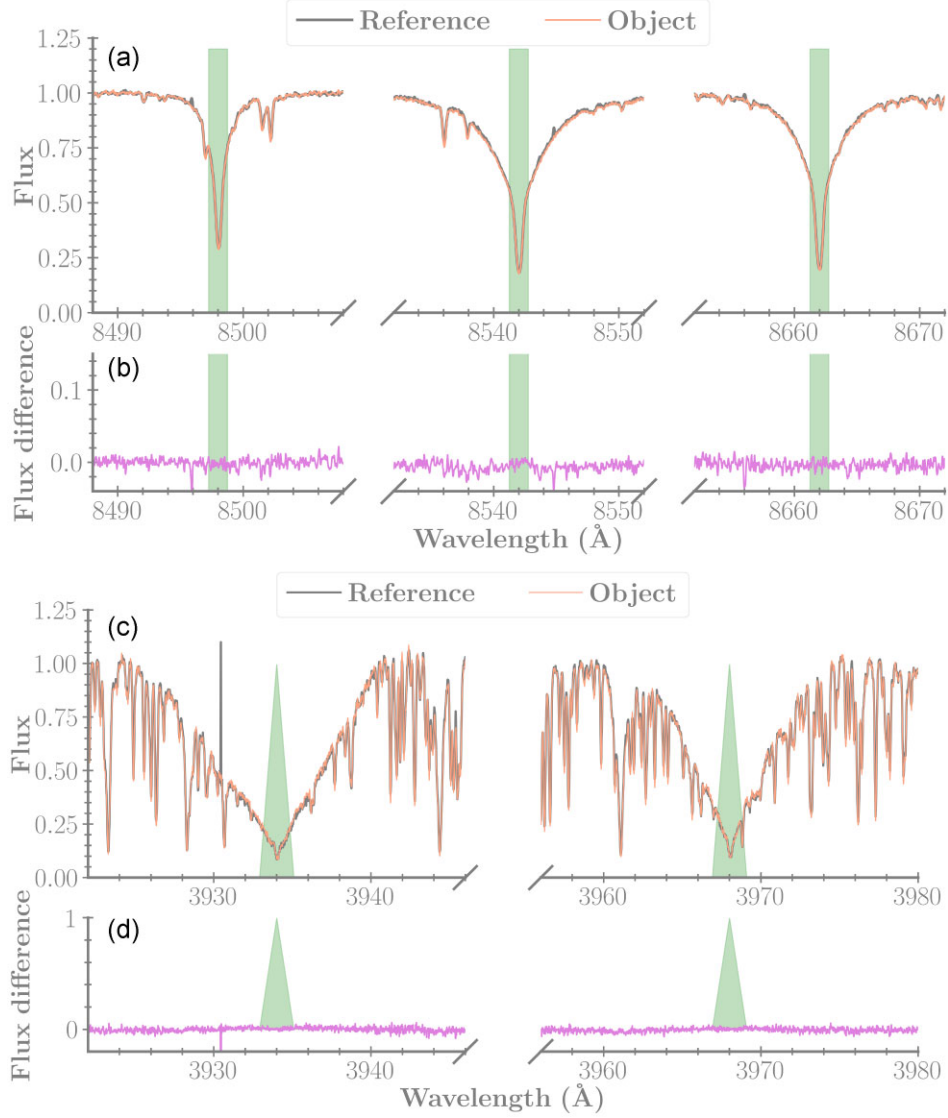 Reference Object
(a)
1.25
1.00
0.75
0.50
0.25
0.00
Flux
8490 8500 8540 8550 8660 8670
(b)
0.1
0.0
Flux difference
8490 8500 8540 8550 8660 8670
Wavelength (Å)
Reference Object
(c)
1.25
1.00
0.75
0.50
0.25
0.00
Flux
3930 3940 3960 3970 3980
(d)
1
0
Flux difference
3930 3940 3960 3970 3980
Wavelength (Å)